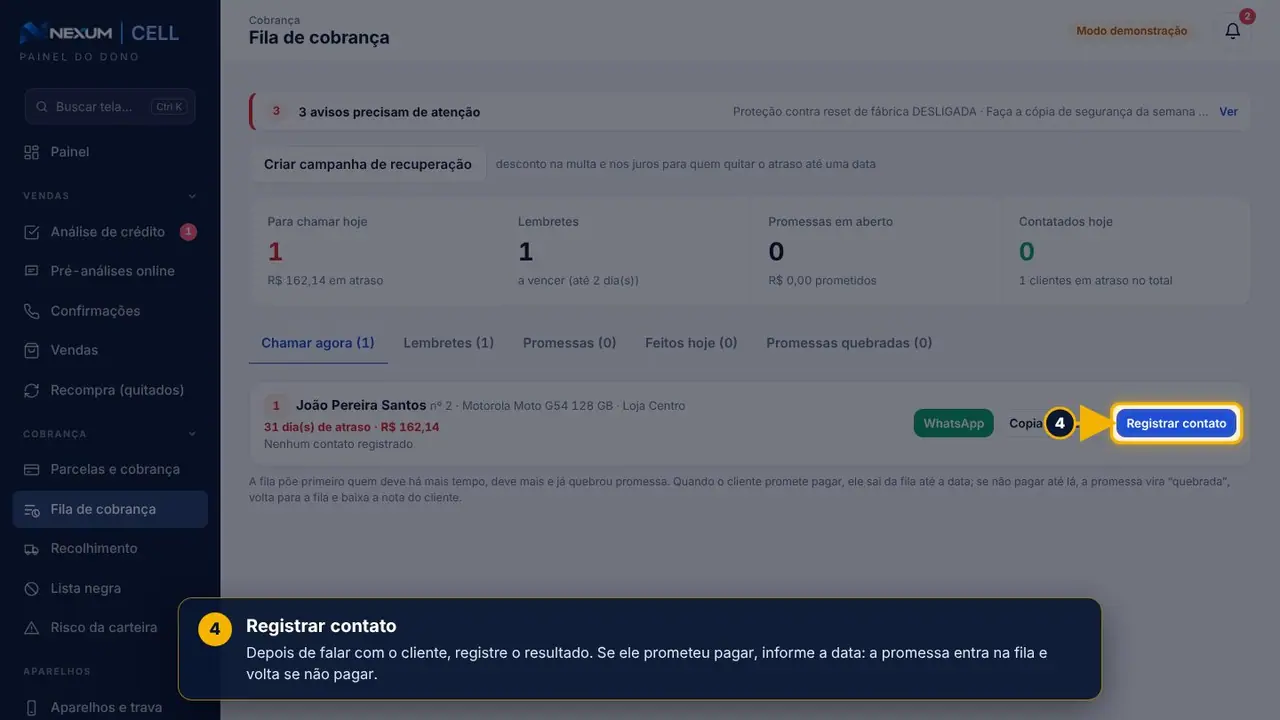 NEXUM | CELL
PAINEL DO DONO
Buscar tela... Ctrl K
Painel
VENDAS
Análise de crédito 1
Pré-análises online
Confirmações
Vendas
Recompra (quitados)
COBRANÇA
Parcelas e cobrança
Fila de cobrança
Recolhimento
Lista negra
Risco da carteira
APARELHOS
Aparelhos e trava
Cobrança
Fila de cobrança
Modo demonstração
2
3 3 avisos precisam de atenção
Proteção contra reset de fábrica DESLIGADA · Faça a cópia de segurança da semana ... Ver
Criar campanha de recuperação desconto na multa e nos juros para quem quitar o atraso até uma data
Para chamar hoje
1
R$ 162,14 em atraso
Lembretes
1
a vencer (até 2 dia(s))
Promessas em aberto
0
R$ 0,00 prometidos
Contatados hoje
0
1 clientes em atraso no total
Chamar agora (1) Lembretes (1) Promessas (0) Feitos hoje (0) Promessas quebradas (0)
1 João Pereira Santos nº 2 · Motorola Moto G54 128 GB · Loja Centro
31 dia(s) de atraso · R$ 162,14
Nenhum contato registrado
WhatsApp Copia 4 Registrar contato
A fila põe primeiro quem deve há mais tempo, deve mais e já quebrou promessa. Quando o cliente promete pagar, ele sai da fila até a data; se não pagar até lá, a promessa vira "quebrada",
volta para a fila e baixa a nota do cliente.
4 Registrar contato
Depois de falar com o cliente, registre o resultado. Se ele prometeu pagar, informe a data: a promessa entra na fila e
volta se não pagar.